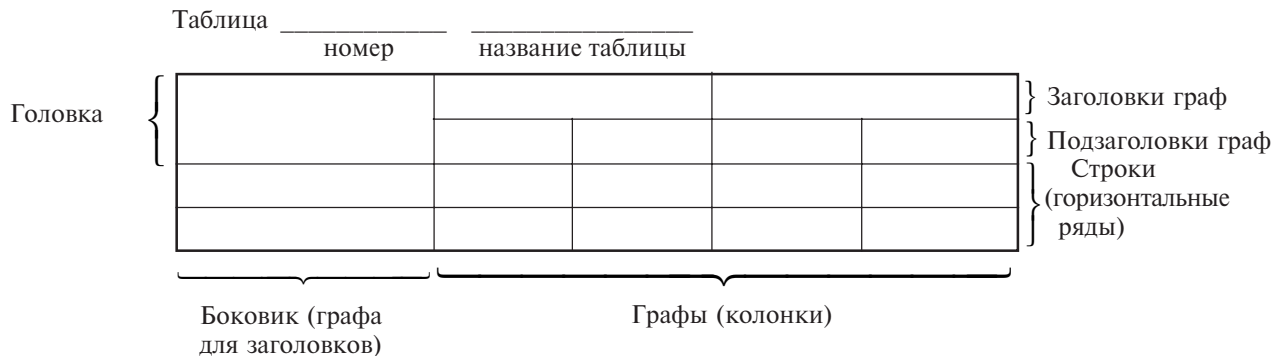 Таблица ____________ ________________
номер название таблицы
Головка
Заголовки граф
Подзаголовки граф
Строки
(горизонтальные
ряды)
Боковик (графа
для заголовков)
Графы (колонки)